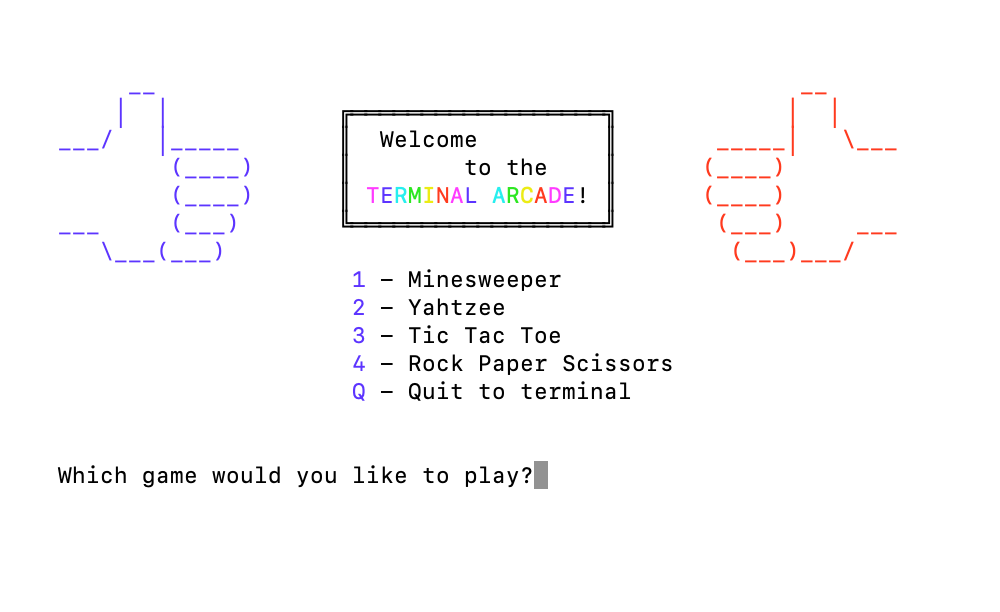 Welcome
to the
TERMINAL ARCADE!
1 – Minesweeper
2 – Yahtzee
3 – Tic Tac Toe
4 – Rock Paper Scissors
Q – Quit to terminal
Which game would you like to play?